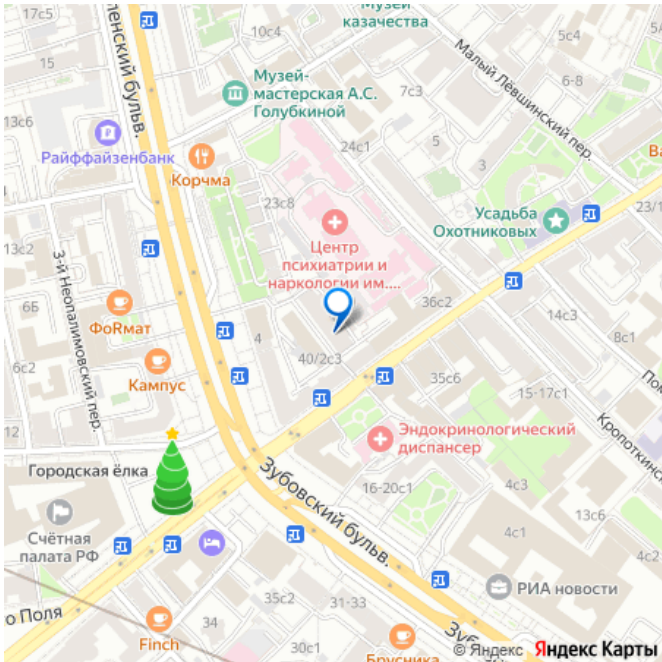 17с5
Музей
казачества
5с4
ленский бульв.
15
Музей-
мастерская А.С.
Голубкиной
Малый Лёвшинский пер.
6-8
7с3
13с6
Райффайзенбанк
Корчма
24с1
5
3
23с8
Усадьба
Охотниковых
23/1
13с2
Центр
психиатрии и
наркологии им....
3-й Неопалимовский пер.
6Б
ФоRмат
36с2
14с3
8с1
4
6с2
40/2с3
Кампус
35с6
15-17с1
Пом
Кропоткинс
12
Эндокринологический
диспансер
Городская ёлка
Зубовский бульв.
16-20с1
4с3
13с6
Счётная
палата РФ
4с1
4с2
РИА новости
о Поля
35с2
31-33
34
Finch
30с1
Брусника
Зубо
© Яндекс Яндекс Карты